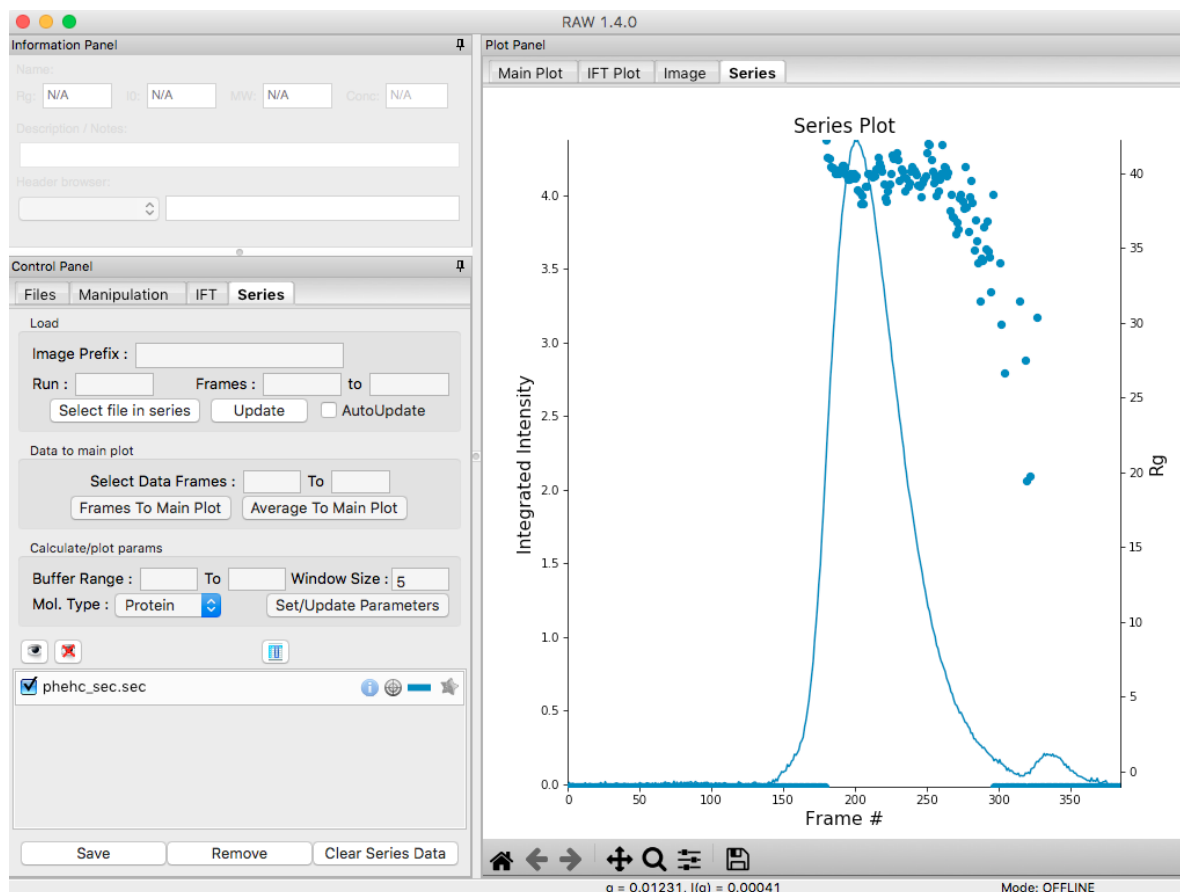 RAW 1.4.0
Information Panel
Name:
Rg: N/A I0: N/A MW: N/A Conc: N/A
Description / Notes:
Header browser:
Control Panel
Files Manipulation IFT Series
Load
Image Prefix :
Run : Frames : to
Select file in series Update AutoUpdate
Data to main plot
Select Data Frames : To
Frames To Main Plot Average To Main Plot
Calculate/plot params
Buffer Range : To Window Size : 5
Mol. Type : Protein Set/Update Parameters
phehc_sec.sec
Save Remove Clear Series Data
Plot Panel
Main Plot IFT Plot Image Series
Series Plot
Integrated Intensity
4.0
3.5
3.0
2.5
2.0
1.5
1.0
0.5
0.0
40
35
30
25
20
15
10
5
0
Rg
0 50 100 150 200 250 300 350
Frame #
q = 0.01231, I(q) = 0.00041 Mode: OFFLINE